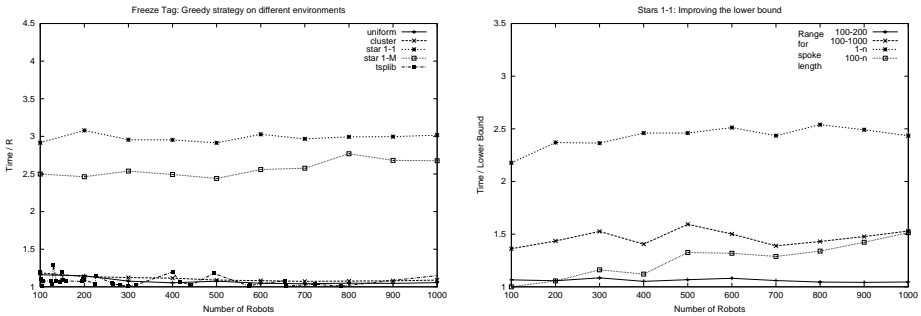 Freeze Tag: Greedy strategy on different environments
4.5
4
3.5
3
2.5
2
1.5
1
Time / R
uniform
cluster
star 1-1
star 1-M
tsplib
100 200 300 400 500 600 700 800 900 1000
Number of Robots
Stars 1-1: Improving the lower bound
3.5
3
2.5
2
1.5
1
Time / Lower Bound
Range
for
spoke
length
100-200
100-1000
1-n
100-n
100 200 300 400 500 600 700 800 900 1000
Number of Robots